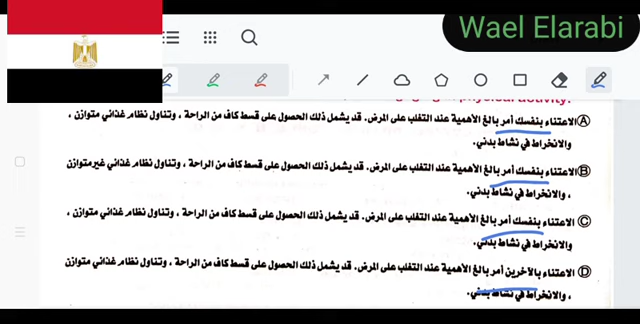 Wael Elarabi
physical activity.
Ⓐ الاعتناء بنفسك أمر بالغ الأهمية عند التغلب على المرض. قد يشمل ذلك الحصول على قسط كاف من الراحة ، وتناول نظام غذائي متوازن ،
والانخراط في نشاط بدني.
Ⓑ الاعتناء بنفسك أمر بالغ الأهمية عند التغلب على المرض. قد يشمل ذلك الحصول على قسط كاف من الراحة ، وتناول نظام غذائي غير متوازن
، والانخراط في نشاط بدني.
Ⓒ الاعتناء بنفسك أمر بالغ الأهمية عند التغلب على المرض. قد يشمل ذلك الحصول على قسط كاف من الراحة ، وتناول نظام غذائي متوازن ،
والانخراط في نشاط بدني.
Ⓓ الاعتناء بالآخرين أمر بالغ الأهمية عند التغلب على المرض. قد يشمل ذلك الحصول على قسط كاف من الراحة ، وتناول نظام غذائي متوازن
، والانخراط في نشاط بدني.